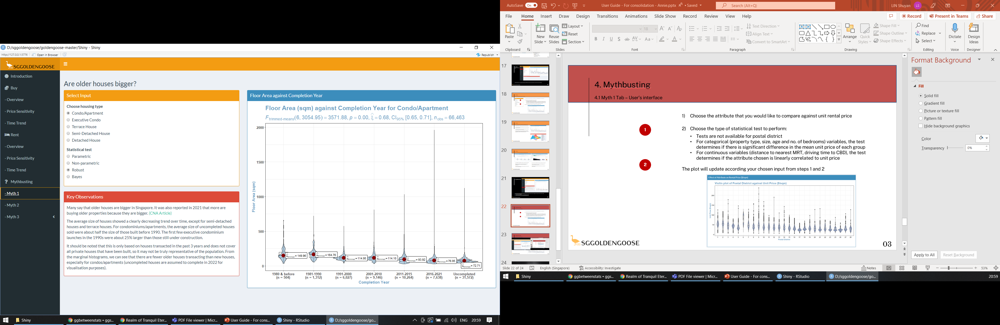 D:/sggoldengoose/goldengoose-master/Shiny - Shiny
http://127.0.0.1:3776 Open in Browser Republish
SGGOLDENGOOSE
Introduction
Buy
- Overview
- Price Sensitivity
- Time Trend
Rent
- Overview
- Price Sensitivity
- Time Trend
? Mythbusting
- Myth 1
- Myth 2
- Myth 3
Are older houses bigger?
Select Input
Choose housing type
Condo/Apartment
Executive Condo
Terrace House
Semi-Detached House
Detached House
Statistical test
Parametric
Non-parametric
Robust
Bayes
Key Observations
Many say that older houses are bigger in Singapore. It was also reported in 2021 that more are
buying older properties because they are bigger. (CNA Article)
The average size of houses showed a clearly decreasing trend over time, except for semi-detached
houses and terrace houses. For condominiums/apartments, the average size of uncompleted houses
sold were about half the size of those built before 1990. The first few executive condominium
launches in the 1990s were about 25% larger than those still under construction.
It should be noted that this is only based on houses transacted in the past 3 years and does not cover
all private houses that have been built, so it may not be truly representative of the population. From
the marginal histograms, we can see that there are fewer older houses transacting than new houses,
especially for condos/apartments (uncompleted houses are assumed to complete in 2022 for
visualisation purposes).
Floor Area against Completion Year
Floor Area (sqm) against Completion Year for Condo/Apartment
F trimmed-means (6, 3054.95) = 3571.88, p = 0.00, ξ̂ = 0.68, CI 95% [0.65, 0.71], n obs = 66,463
Floor Area (sqm)
2000
1500
1000
500
0
μ̂ trimmed = 149.96
μ̂ trimmed = 164.76
μ̂ trimmed = 114.95
μ̂ trimmed = 114.10
μ̂ trimmed = 93.92
μ̂ trimmed = 76.95
μ̂ trimmed = 72.71
1980 & before 1981-1990 1991-2000 2001-2010 2011-2015 2016-2021 Uncompleted
(n = 504) (n = 1,312) (n = 6,027) (n = 9,146) (n = 10,264) (n = 7,638) (n = 31,572)
Completion Year
Shiny ggbetweenstats • ggs... Realm of Tranquil Eter... PDF File viewer | Micr... User Guide - For cons... Shiny - RStudio D:/sggoldengoose/go... ENG 20:59
AutoSave On User Guide - For consolidation - Annie.pptx • Saved Search (Alt+Q) LIN Shuyan LS
File Home Insert Draw Design Transitions Animations Slide Show Record Review View Help Record Present in Teams Share
Paste
Clipboard
New Slide
Reuse Slides
Layout
Reset
Section
Slides
18
B I U S ab AV Aa A
Font
Text Direction
Align Text
Convert to SmartArt
Paragraph
Arrange
Quick Styles
Shape Fill
Shape Outline
Shape Effects
Drawing
Find
Replace
Select
Editing
Dictate
Voice
Design Ideas
Designer
17
18
19
20
21
22
23
24
4. Mythbusting
4.1 Myth 1 Tab – User's interface
1) Choose the attribute that you would like to compare against unit rental price
1
2) Choose the type of statistical test to perform:
• Tests are not available for postal district
• For categorical (property type, size, age and no. of bedrooms) variables, the test
determines if there is significant difference in the mean unit price of each group
• For continuous variables (distance to nearest MRT, driving time to CBD), the test
determines if the attribute chosen is linearly correlated to unit price
2
The plot will update according your chosen input from steps 1 and 2
Effect of Attribute on Rental Price ($/sqm)
Violin plot of Postal District against Unit Price ($/sqm)
Postal District
SGGOLDENGOOSE
03
Format Background
Fill
Solid fill
Gradient fill
Picture or texture fill
Pattern fill
Hide background graphics
Color
Transparency 0%
Apply to All Reset Background
Slide 22 of 24 English (Singapore) Accessibility: Investigate Notes 53%
Shiny ggbetweenstats • ggs... Realm of Tranquil Eter... PDF File viewer | Micr... User Guide - For cons... Shiny - RStudio D:/sggoldengoose/go... 20:59